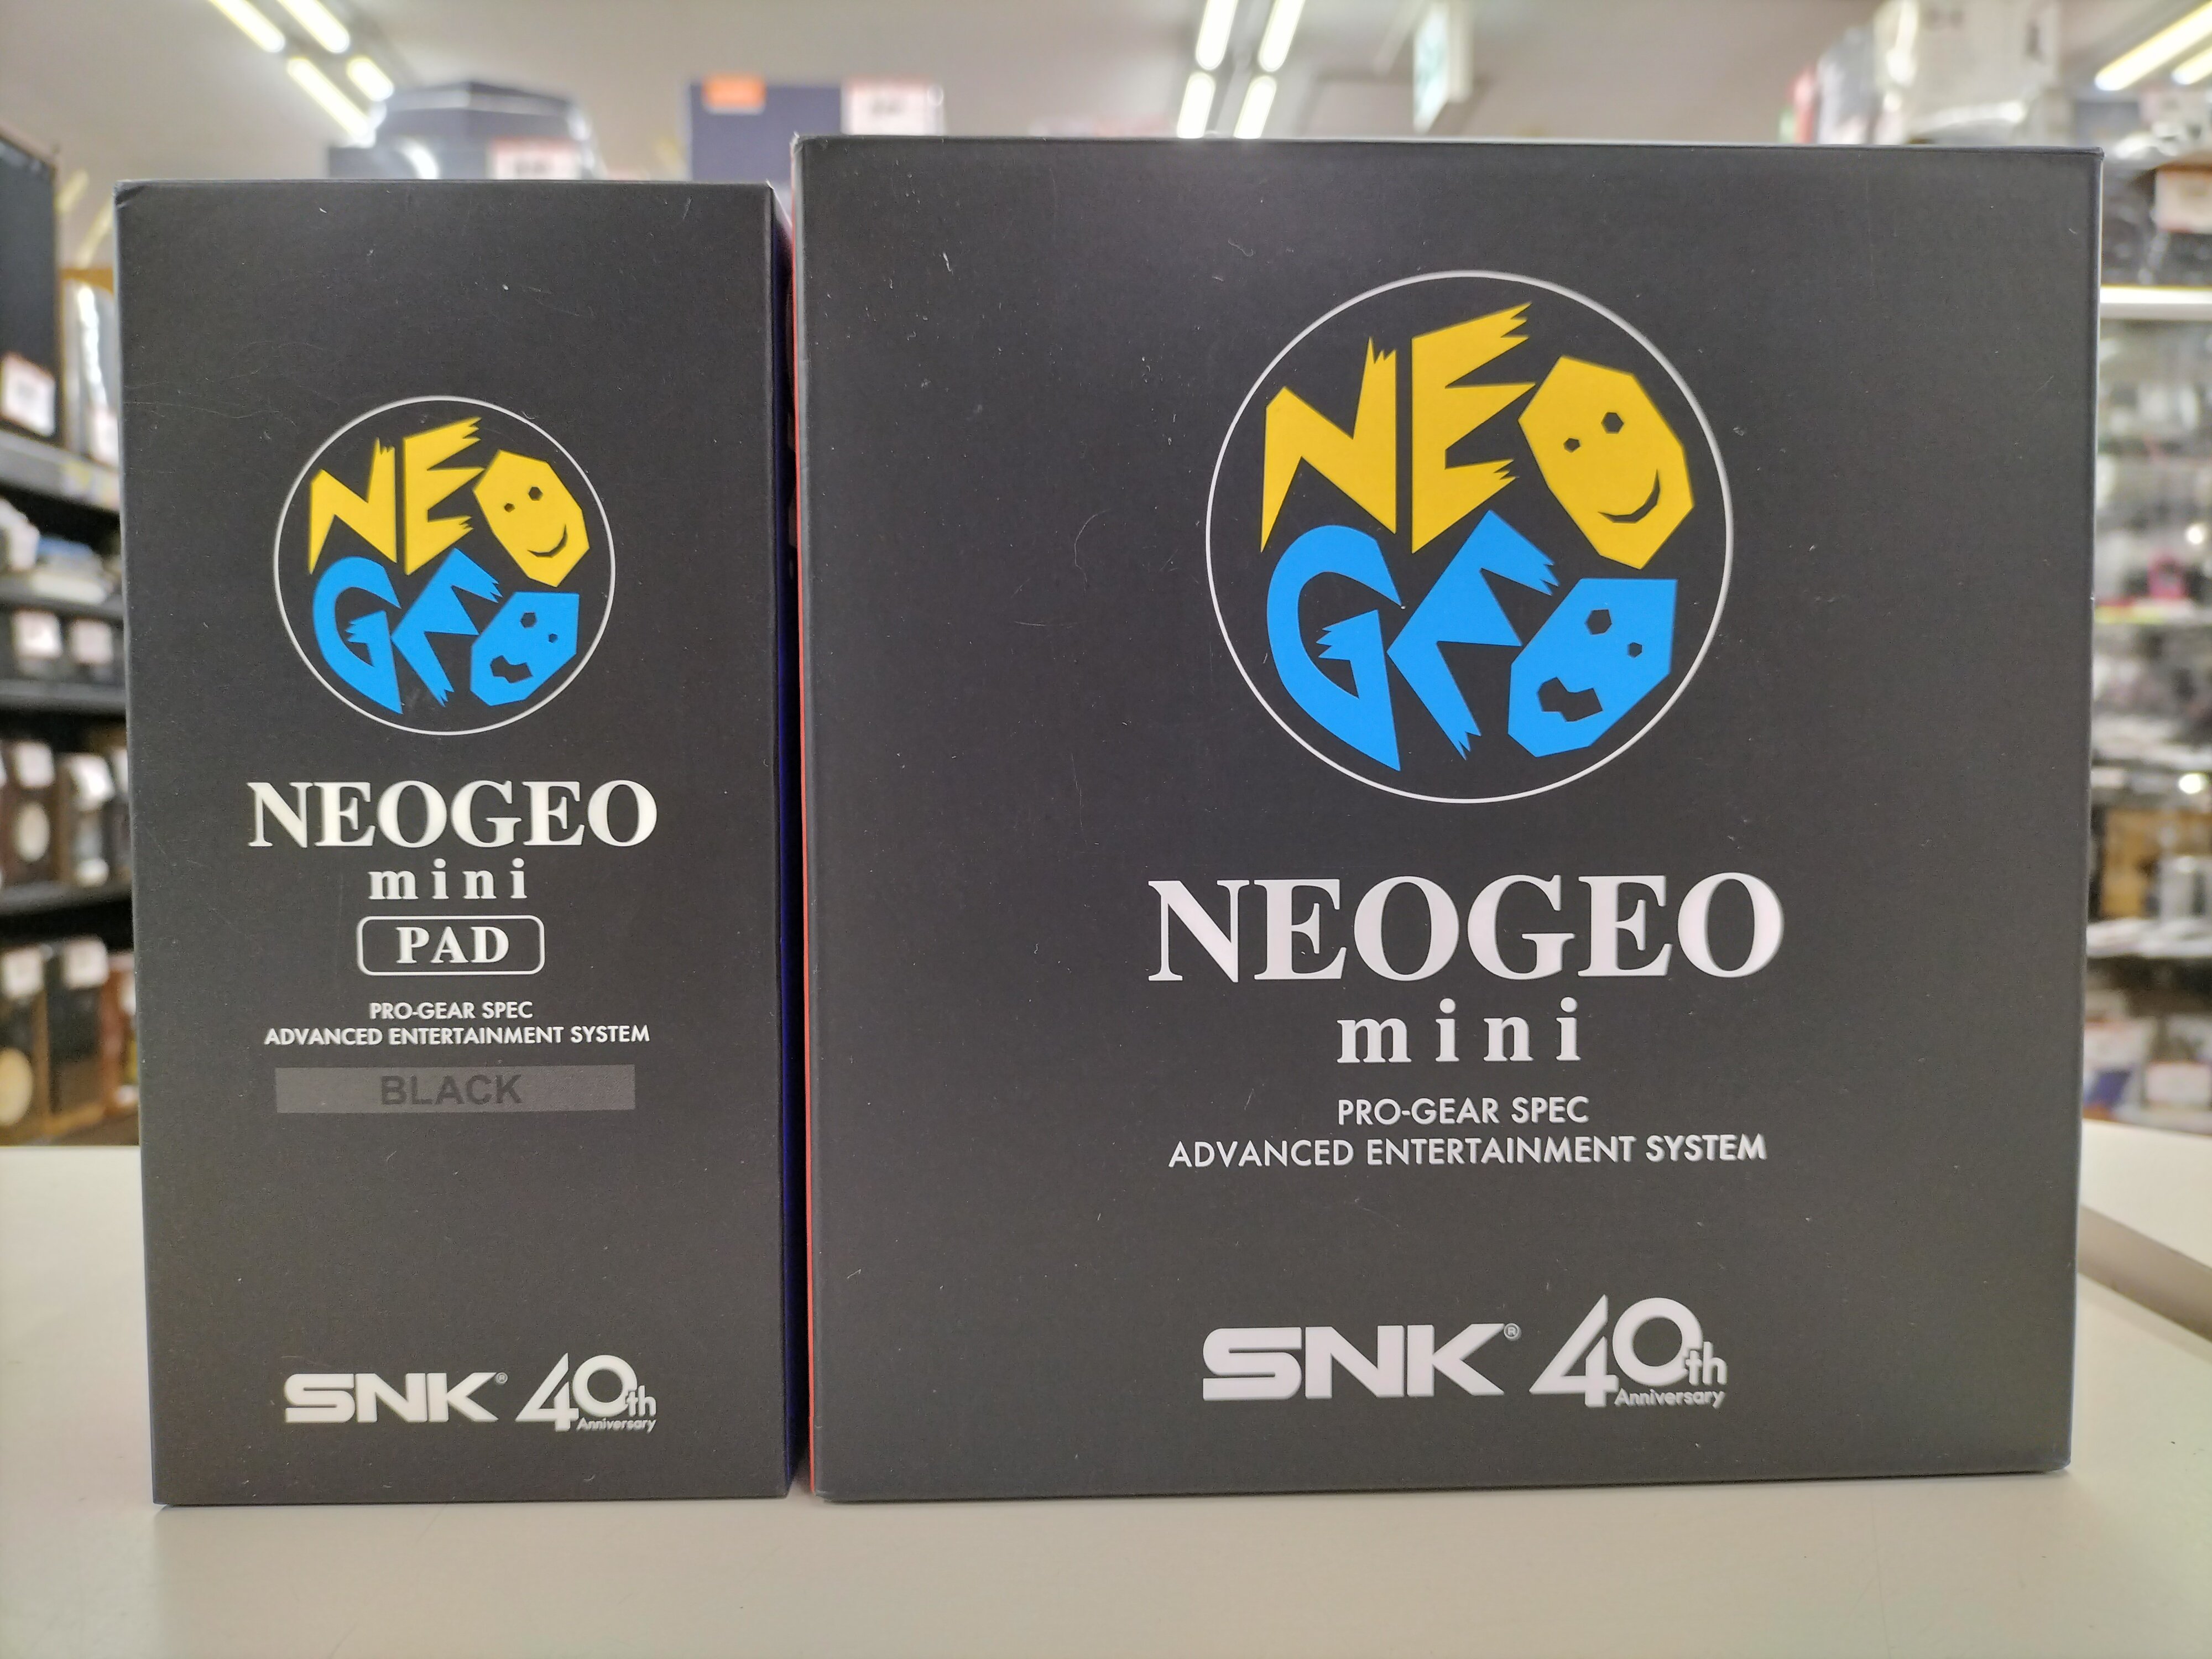 NEO
GEO
NEOGEO
mini
PAD
PRO-GEAR SPEC
ADVANCED ENTERTAINMENT SYSTEM
BLACK
SNK® 40th
Anniversary
NEO
GEO
NEOGEO
mini
PRO-GEAR SPEC
ADVANCED ENTERTAINMENT SYSTEM
SNK® 40th
Anniversary